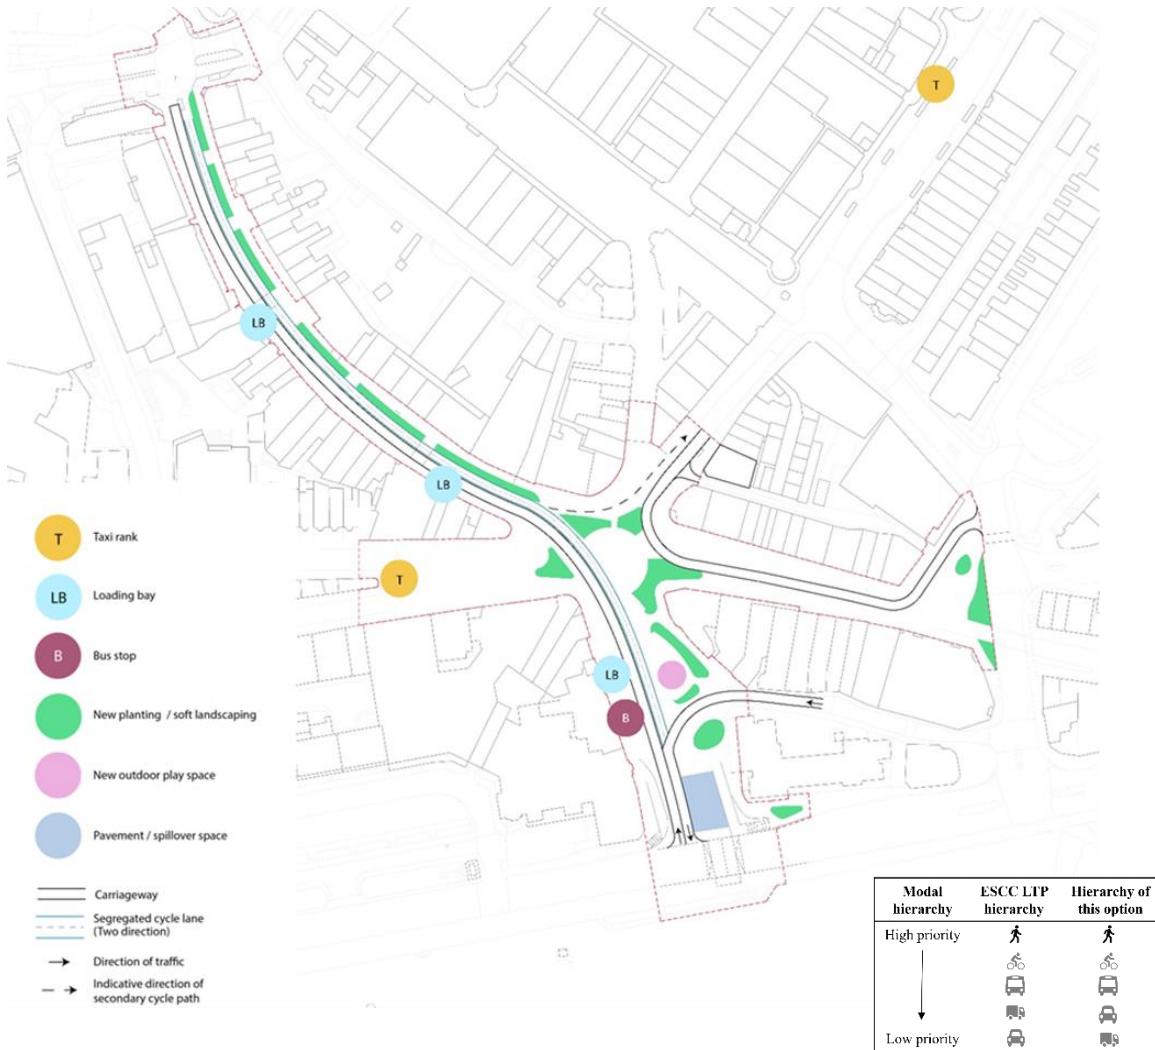 T
LB
LB
T
LB
B
T
Taxi rank
LB
Loading bay
B
Bus stop
New planting / soft landscaping
New outdoor play space
Pavement / spillover space
Carriageway
Segregated cycle lane
(Two direction)
Direction of traffic
Indicative direction of
secondary cycle path
Modal
hierarchy
ESCC LTP
hierarchy
Hierarchy of
this option
High priority
Low priority